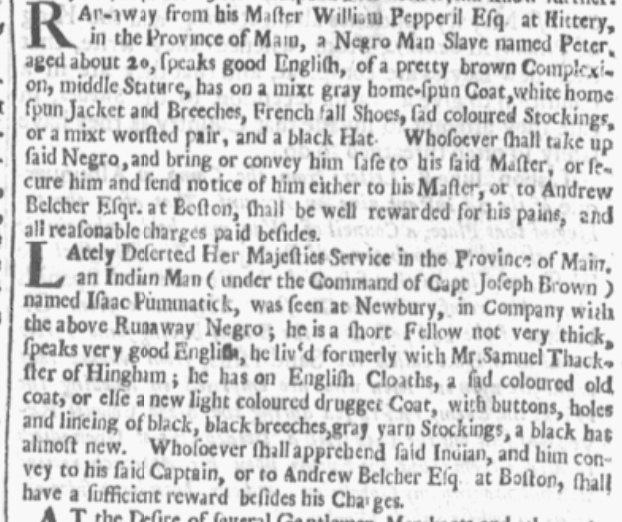 RAn-away from his Maſter William Pepperil Eſq. at Kittery,
in the Province of Main, a Negro Man Slave named Peter,
aged about 20, ſpeaks good Engliſh, of a pretty brown Complexi-
on, middle Stature, has on a mixt gray home-ſpun Coat, white home
ſpun Jacket and Breeches, French fall Shoes, ſad coloured Stockings,
or a mixt worſted pair, and a black Hat. Whoſoever ſhall take up
ſaid Negro, and bring or convey him ſafe to his ſaid Maſter, or ſe-
cure him and ſend notice of him either to his Maſter, or to Andrew
Belcher Eſqr. at Boſton, ſhall be well rewarded for his pains, and
all reaſonable charges paid beſides.
LAtely Deſerted Her Majeſties Service in the Province of Main,
an Indian Man ( under the Command of Capt Joſeph Brown )
named Iſaac Pummatick, was ſeen at Newbury, in Company with
the above Runaway Negro; he is a ſhort Fellow not very thick,
ſpeaks very good Engliſh, he liv'd formerly with Mr. Samuel Thack-
ſter of Hingham; he has on Engliſh Cloaths, a ſad coloured old
coat, or elſe a new light coloured drugget Coat, with buttons, holes
and lineing of black, black breeches, gray yarn Stockings, a black hat
almoſt new. Whoſoever ſhall apprehend ſaid Indian, and him con-
vey to his ſaid Captain, or to Andrew Belcher Eſq. at Boſton, ſhall
have a ſufficient reward beſides his Charges.
AT the Deſire of ſeveral Gentlemen,